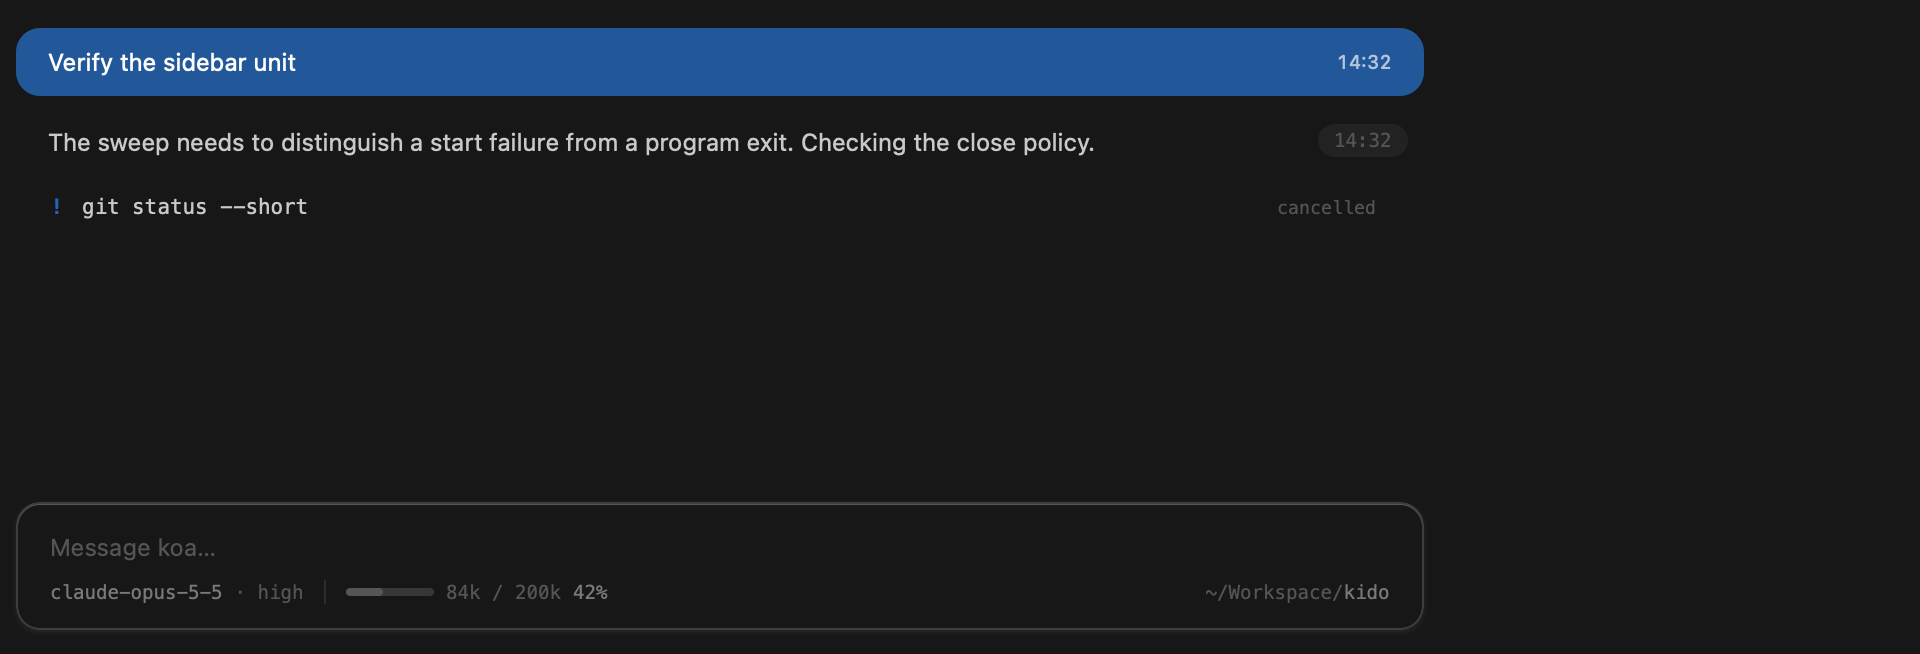 Verify the sidebar unit 14:32
The sweep needs to distinguish a start failure from a program exit. Checking the close policy. 14:32
! git status --short cancelled
Message koa...
claude-opus-5-5 · high 84k / 200k 42% ~/Workspace/kido